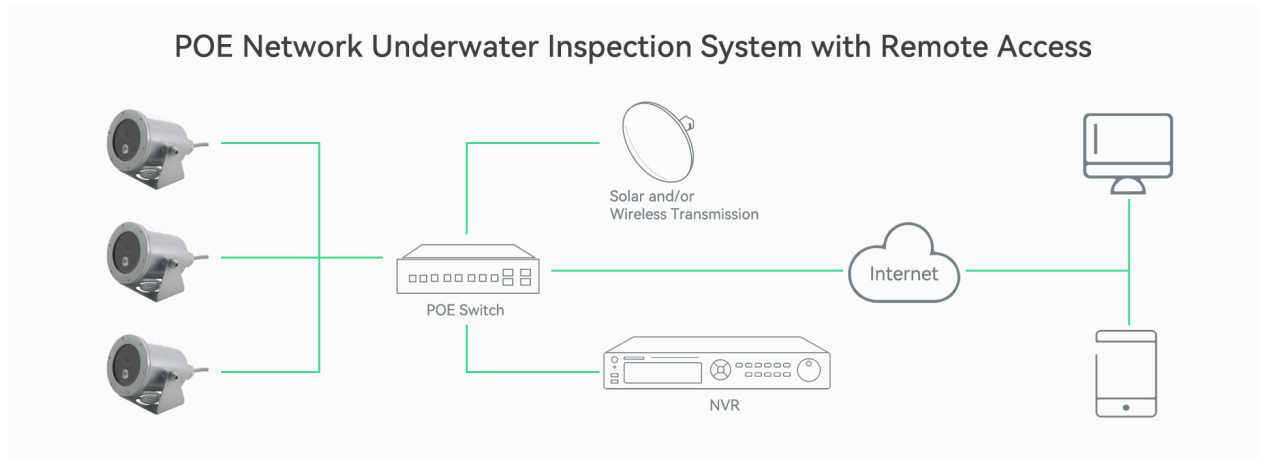 POE Network Underwater Inspection System with Remote Access
Solar and/or
Wireless Transmission
Internet
POE Switch
NVR